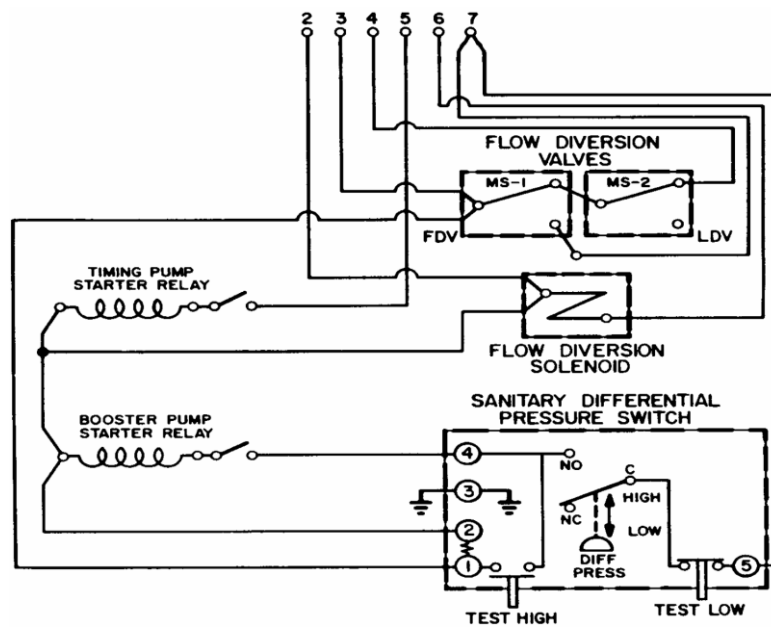 2 3 4 5 6 7
FLOW DIVERSION
VALVES
MS-1 MS-2
FDV LDV
TIMING PUMP
STARTER RELAY
FLOW DIVERSION
SOLENOID
SANITARY DIFFERENTIAL
PRESSURE SWITCH
BOOSTER PUMP
STARTER RELAY
4 NO
C
3 HIGH
NC
2 LOW
DIFF
PRESS
1 5
TEST HIGH TEST LOW